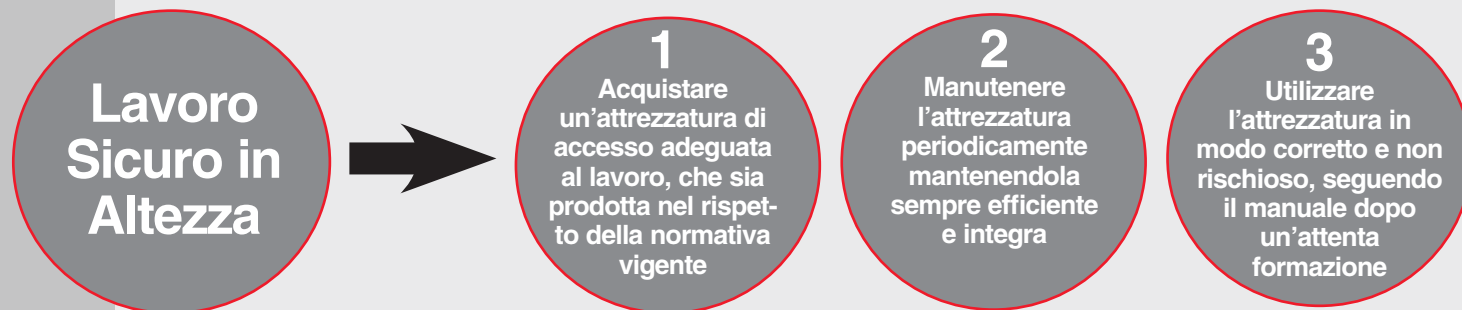 Lavoro
Sicuro in
Altezza
1
Acquistare
un’attrezzatura di
accesso adeguata
al lavoro, che sia
prodotta nel rispet-
to della normativa
vigente
2
Manutenere
l’attrezzatura
periodicamente
mantenendola
sempre efficiente
e integra
3
Utilizzare
l’attrezzatura in
modo corretto e non
rischioso, seguendo
il manuale dopo
un’attenta
formazione